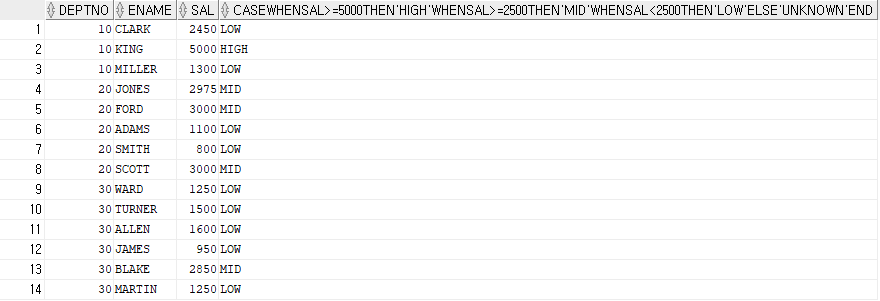 DEPTNO ENAME SAL CASEWHENSAL>=5000THEN'HIGH'WHENSAL>=2500THEN'MID'WHENSAL<2500THEN'LOW'ELSE'UNKNOWN'END
1 10 CLARK 2450 LOW
2 10 KING 5000 HIGH
3 10 MILLER 1300 LOW
4 20 JONES 2975 MID
5 20 FORD 3000 MID
6 20 ADAMS 1100 LOW
7 20 SMITH 800 LOW
8 20 SCOTT 3000 MID
9 30 WARD 1250 LOW
10 30 TURNER 1500 LOW
11 30 ALLEN 1600 LOW
12 30 JAMES 950 LOW
13 30 BLAKE 2850 MID
14 30 MARTIN 1250 LOW